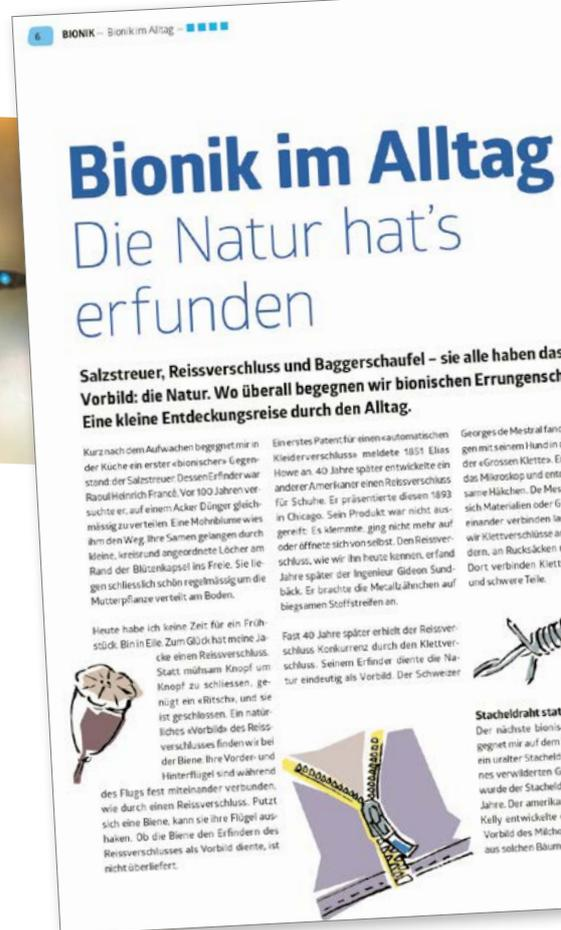 6 BIONIK – Bionik im Alltag –
Bionik im Alltag
Die Natur hat's
erfunden
Salzstreuer, Reissverschluss und Baggerschaufel – sie alle haben das
Vorbild: die Natur. Wo überall begegnen wir bionischen Errungensch
Eine kleine Entdeckungsreise durch den Alltag.
Kurz nach dem Aufwachen begegnet mir in
der Küche ein erster «bionischer» Gegen-
stand: der Salzstreuer. Dessen Erfinder war
Raoul Heinrich Francé. Vor 100 Jahren ver-
suchte er, auf einem Acker Dünger gleich-
mässig zu verteilen. Eine Mohnblume wies
ihm den Weg. Ihre Samen gelangen durch
kleine, kreisrund angeordnete Löcher am
Rand der Blütenkapsel ins Freie. Sie lie-
gen schliesslich schön regelmässig um die
Mutterpflanze verteilt am Boden.
Heute habe ich keine Zeit für ein Früh-
stück. Bin in Eile. Zum Glück hat meine Ja-
cke einen Reissverschluss.
Statt mühsam Knopf um
Knopf zu schliessen, ge-
nügt ein «Ritsch», und sie
ist geschlossen. Ein natür-
liches «Vorbild» des Reiss-
verschlusses finden wir bei
der Biene. Ihre Vorder- und
Hinterflügel sind während
des Flugs fest miteinander verbunden,
wie durch einen Reissverschluss. Putzt
sich eine Biene, kann sie ihre Flügel aus-
haken. Ob die Biene den Erfindern des
Reissverschlusses als Vorbild diente, ist
nicht überliefert.
Ein erstes Patent für einen «automatischen
Kleiderverschluss» meldete 1851 Elias
Howe an. 40 Jahre später entwickelte ein
anderer Amerikaner einen Reissverschluss
für Schuhe. Er präsentierte diesen 1893
in Chicago. Sein Produkt war nicht aus-
gereift: Es klemmte, ging nicht mehr auf
oder öffnete sich von selbst. Den Reissver-
schluss, wie wir ihn heute kennen, erfand
Jahre später der Ingenieur Gideon Sund-
bäck. Er brachte die Metallzähnchen auf
biegsamen Stoffstreifen an.
Fast 40 Jahre später erhielt der Reissver-
schluss Konkurrenz durch den Klettver-
schluss. Seinem Erfinder diente die Na-
tur eindeutig als Vorbild. Der Schweizer
Georges de Mestral fand
gen mit seinem Hund in
der «Grossen Klette». E
das Mikroskop und ent
same Häkchen. De Mes
sich Materialien oder G
einander verbinden la
wir Klettverschlüsse a
dern, an Rucksäcken
Dort verbinden Klett
und schwere Teile.
Stacheldraht stat
Der nächste bionis
gegnet mir auf dem
ein uralter Stacheld
nes verwilderten G
wurde der Stacheld
Jahre. Der amerika
Kelly entwickelte
Vorbild des Milche
aus solchen Bäum